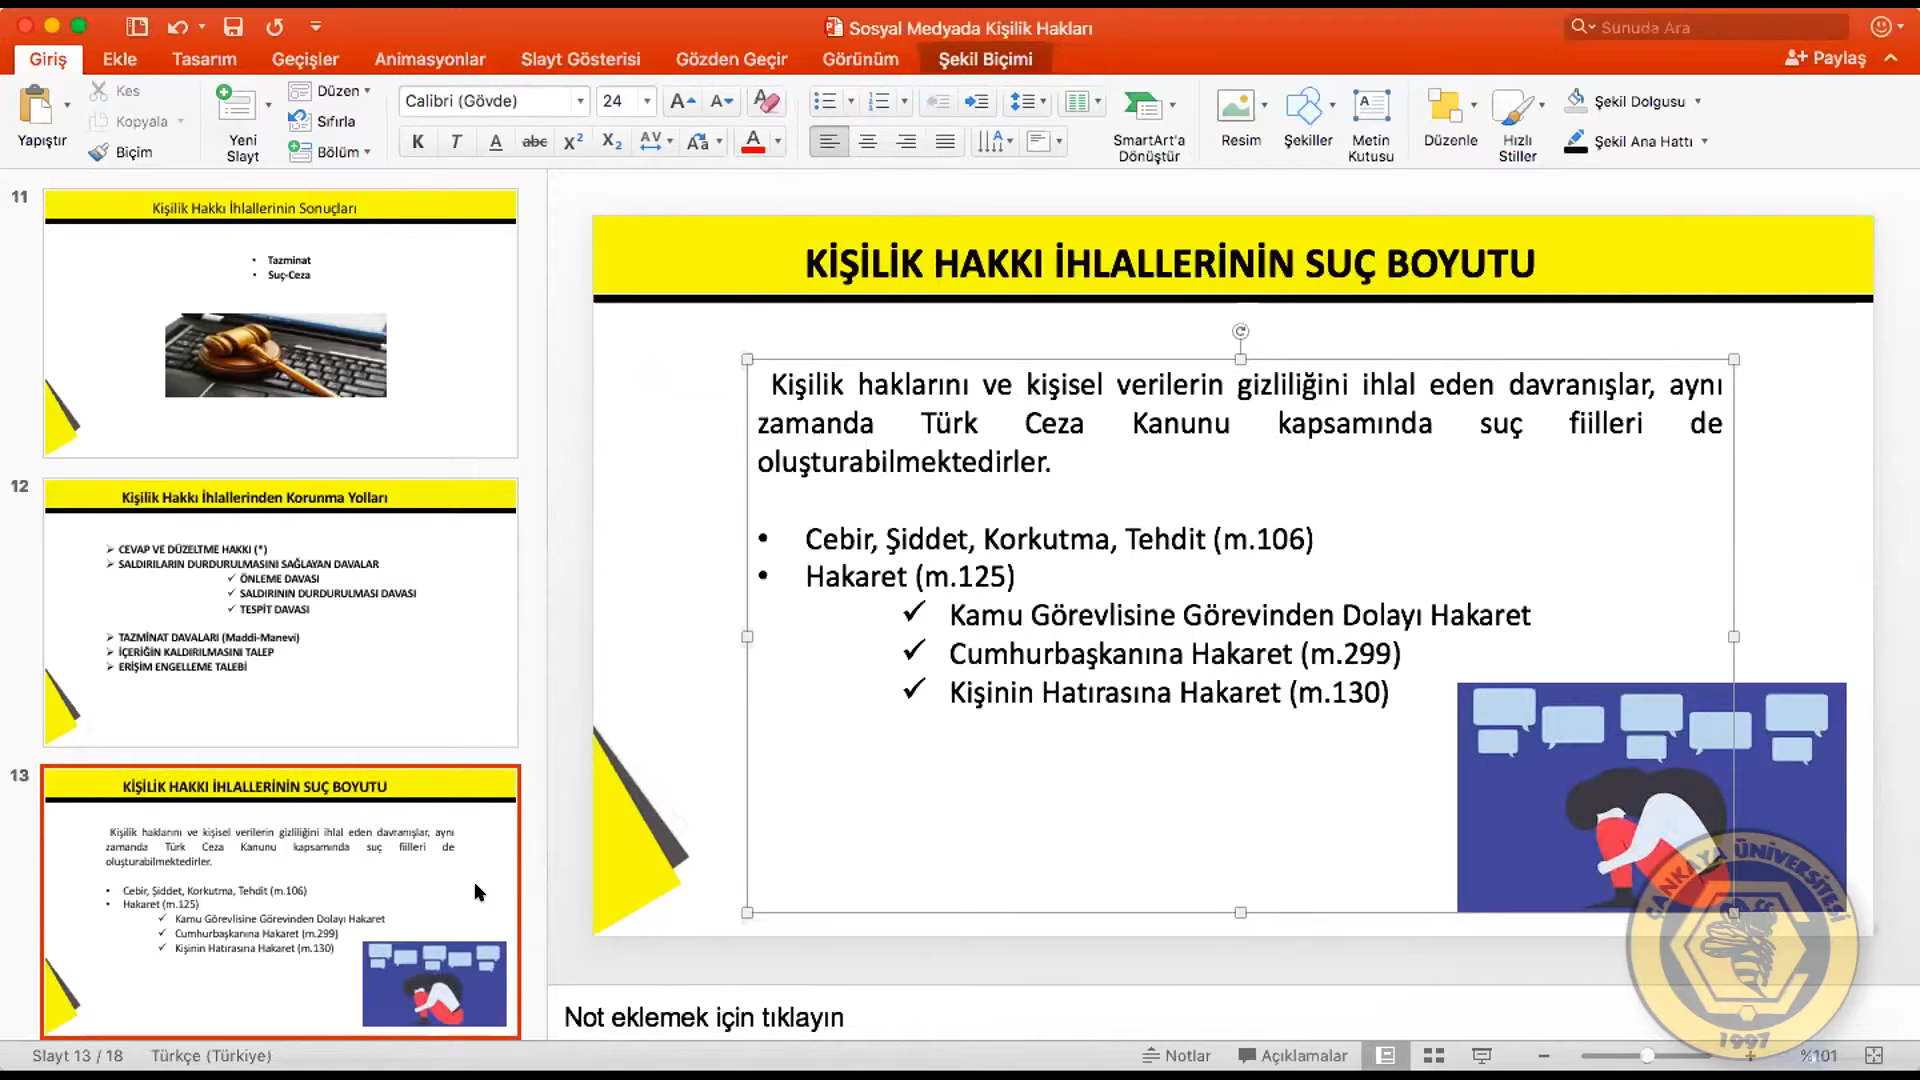 Sosyal Medyada Kişilik Hakları
Sunuda Ara
Giriş
Ekle
Tasarım
Geçişler
Animasyonlar
Slayt Gösterisi
Gözden Geçir
Görünüm
Şekil Biçimi
Paylaş
Yapıştır
Kes
Kopyala
Biçim
Yeni
Slayt
Düzen
Sıfırla
Bölüm
Calibri (Gövde)
24
K
T
A
abc
X²
X₂
AV
Aa
A
SmartArt'a
Dönüştür
Resim
Şekiller
Metin
Kutusu
Düzenle
Hızlı
Stiller
Şekil Dolgusu
Şekil Ana Hattı
11
Kişilik Hakkı İhlallerinin Sonuçları
• Tazminat
• Suç-Ceza
12
Kişilik Hakkı İhlallerinden Korunma Yolları
➢ CEVAP VE DÜZELTME HAKKI (*)
➢ SALDIRILARIN DURDURULMASINI SAĞLAYAN DAVALAR
✓ ÖNLEME DAVASI
✓ SALDIRININ DURDURULMASI DAVASI
✓ TESPİT DAVASI
➢ TAZMİNAT DAVALARI (Maddi-Manevi)
➢ İÇERİĞİN KALDIRILMASINI TALEP
➢ ERİŞİM ENGELLEME TALEBİ
13
KİŞİLİK HAKKI İHLALLERİNİN SUÇ BOYUTU
Kişilik haklarını ve kişisel verilerin gizliliğini ihlal eden davranışlar, aynı
zamanda Türk Ceza Kanunu kapsamında suç fiilleri de
oluşturabilmektedirler.
• Cebir, Şiddet, Korkutma, Tehdit (m.106)
• Hakaret (m.125)
✓ Kamu Görevlisine Görevinden Dolayı Hakaret
✓ Cumhurbaşkanına Hakaret (m.299)
✓ Kişinin Hatırasına Hakaret (m.130)
KİŞİLİK HAKKI İHLALLERİNİN SUÇ BOYUTU
Kişilik haklarını ve kişisel verilerin gizliliğini ihlal eden davranışlar, aynı
zamanda Türk Ceza Kanunu kapsamında suç fiilleri de
oluşturabilmektedirler.
• Cebir, Şiddet, Korkutma, Tehdit (m.106)
• Hakaret (m.125)
✓ Kamu Görevlisine Görevinden Dolayı Hakaret
✓ Cumhurbaşkanına Hakaret (m.299)
✓ Kişinin Hatırasına Hakaret (m.130)
ÇANKAYA ÜNİVERSİTESİ
1997
Not eklemek için tıklayın
Slayt 13 / 18
Türkçe (Türkiye)
Notlar
Açıklamalar
%101